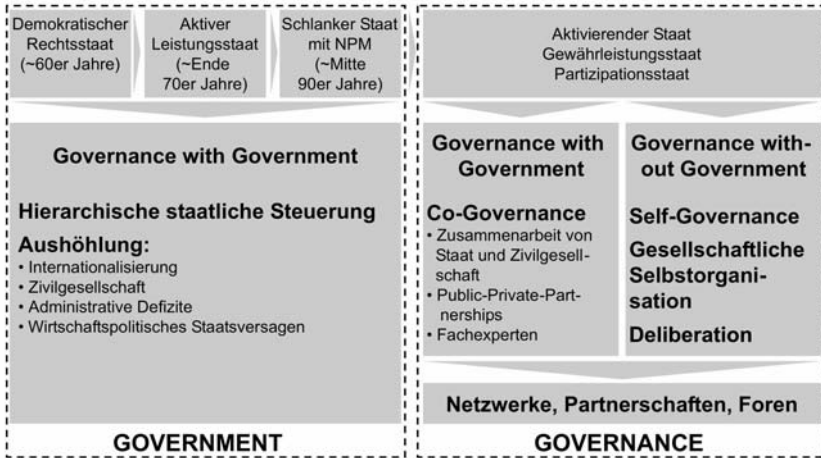 Demokratischer
Rechtsstaat
(~60er Jahre)
Aktiver
Leistungsstaat
(~Ende
70er Jahre)
Schlanker Staat
mit NPM
(~Mitte
90er Jahre)
Governance with Government
Hierarchische staatliche Steuerung
Aushöhlung:
• Internationalisierung
• Zivilgesellschaft
• Administrative Defizite
• Wirtschaftspolitisches Staatsversagen
GOVERNMENT
Aktivierender Staat
Gewährleistungsstaat
Partizipationsstaat
Governance with
Government
Co-Governance
• Zusammenarbeit von
Staat und Zivilgesell-
schaft
• Public-Private-Part-
nerships
• Fachexperten
Governance with-
out Government
Self-Governance
Gesellschaftliche
Selbstorgani-
sation
Deliberation
Netzwerke, Partnerschaften, Foren
GOVERNANCE